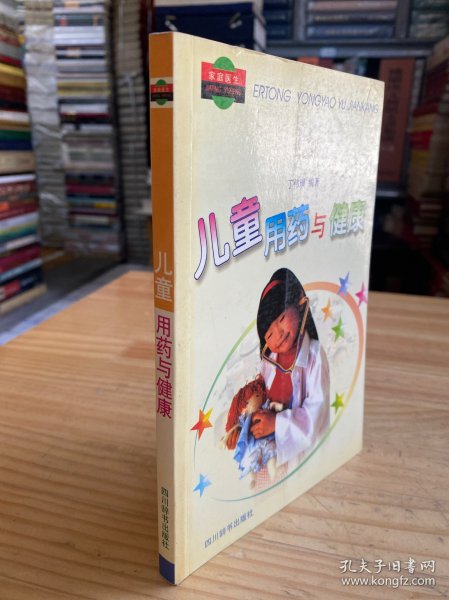 家庭医生
ERTONG YONGYAO YU JIANKANG
编著
儿童用药与健康
四川辞书出版社
儿童
用药与健康
四川辞书出版社
孔夫子旧书网
www.kongfz.com